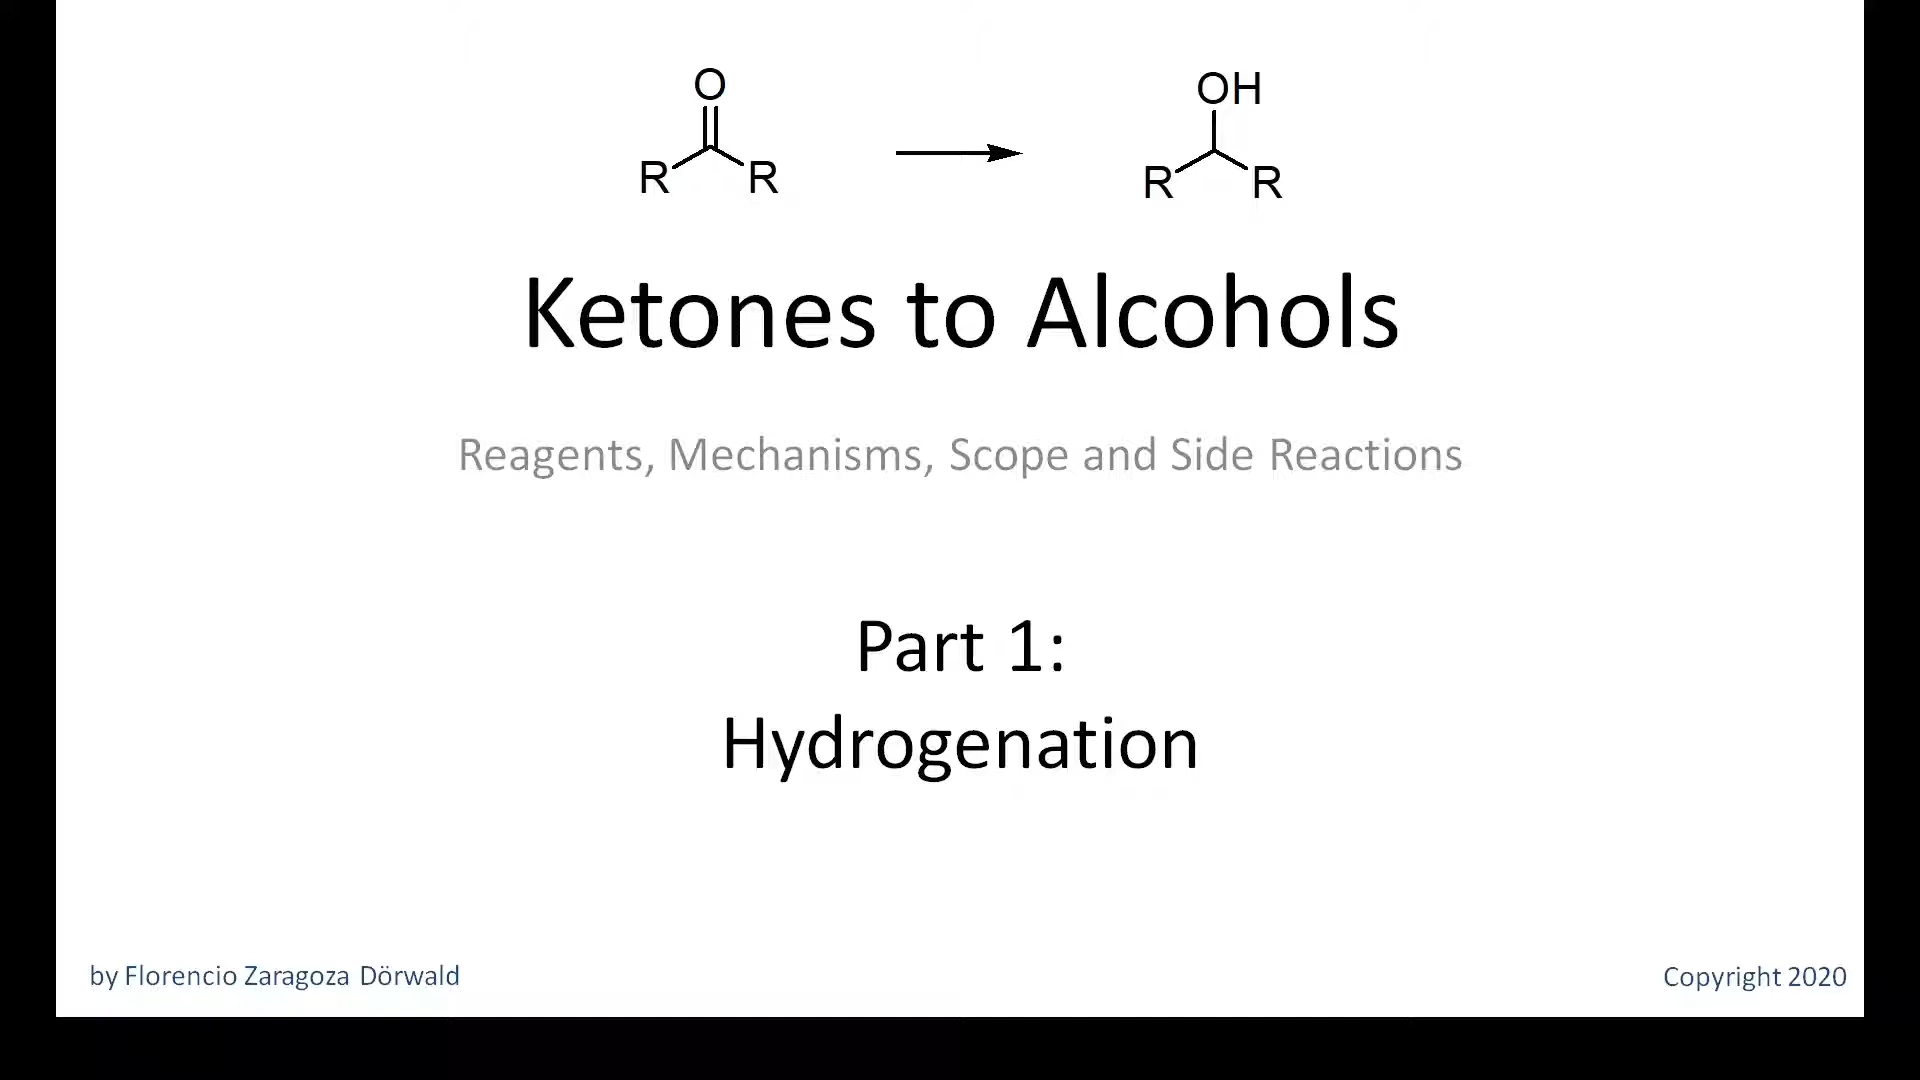 O
OH
R
R
R
R
Ketones to Alcohols
Reagents, Mechanisms, Scope and Side Reactions
Part 1:
Hydrogenation
by Florencio Zaragoza Dörwald
Copyright 2020